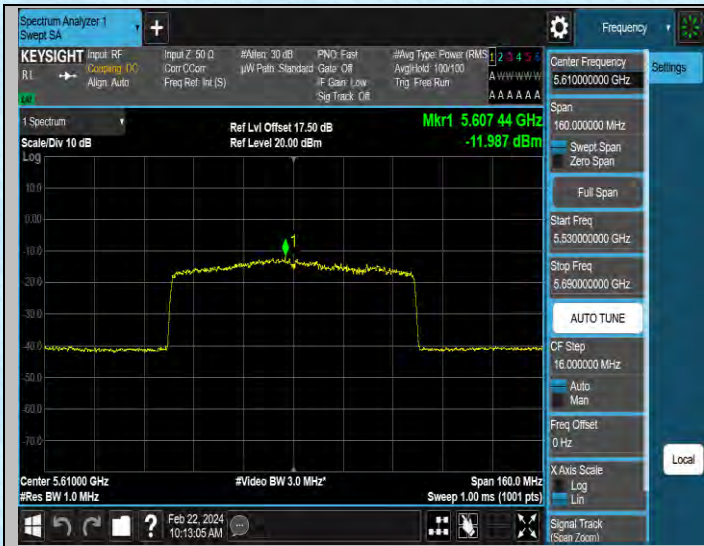 Spectrum Analyzer 1
Swept SA
Frequency
KEYSIGHT Input: RF
Coupling: DC
Align: Auto
Input Z: 50 Ω
Corr CCorr
Freq Ref: Int (S)
#Atten: 30 dB
µW Path: Standard
PNO: Fast
Gate: Off
IF Gain: Low
Sig Track: Off
#Avg Type: Power (RMS
Avg|Hold: 100/100
Trig: Free Run
1 2 3 4 5 6
A W W W W W
A A A A A A
Center Frequency
5.610000000 GHz
Settings
Span
160.000000 MHz
Swept Span
Zero Span
Full Span
Start Freq
5.530000000 GHz
Stop Freq
5.690000000 GHz
AUTO TUNE
CF Step
16.000000 MHz
Auto
Man
Freq Offset
0 Hz
X Axis Scale
Log
Lin
Signal Track
(Span Zoom)
Local
1 Spectrum
Scale/Div 10 dB
Log
Ref Lvl Offset 17.50 dB
Ref Level 20.00 dBm
Mkr1 5.607 44 GHz
-11.987 dBm
10.0
0.00
-10.0
-20.0
-30.0
-40.0
-50.0
-60.0
-70.0
1
Center 5.61000 GHz
#Res BW 1.0 MHz
#Video BW 3.0 MHz*
Span 160.0 MHz
Sweep 1.00 ms (1001 pts)
?
Feb 22, 2024
10:13:05 AM